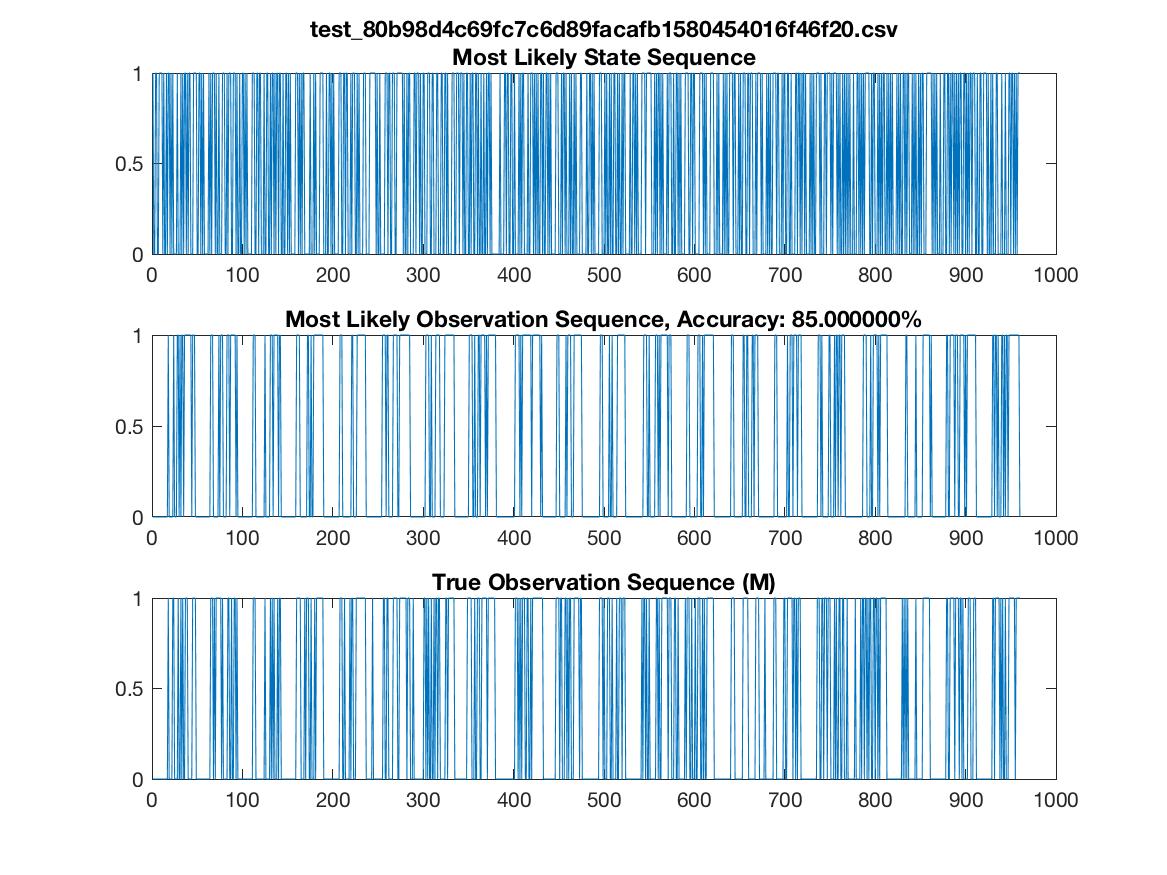 test_80b98d4c69fc7c6d89facafb1580454016f46f20.csv
Most Likely State Sequence
1
0.5
0
0 100 200 300 400 500 600 700 800 900 1000
Most Likely Observation Sequence, Accuracy: 85.000000%
1
0.5
0
0 100 200 300 400 500 600 700 800 900 1000
True Observation Sequence (M)
1
0.5
0
0 100 200 300 400 500 600 700 800 900 1000